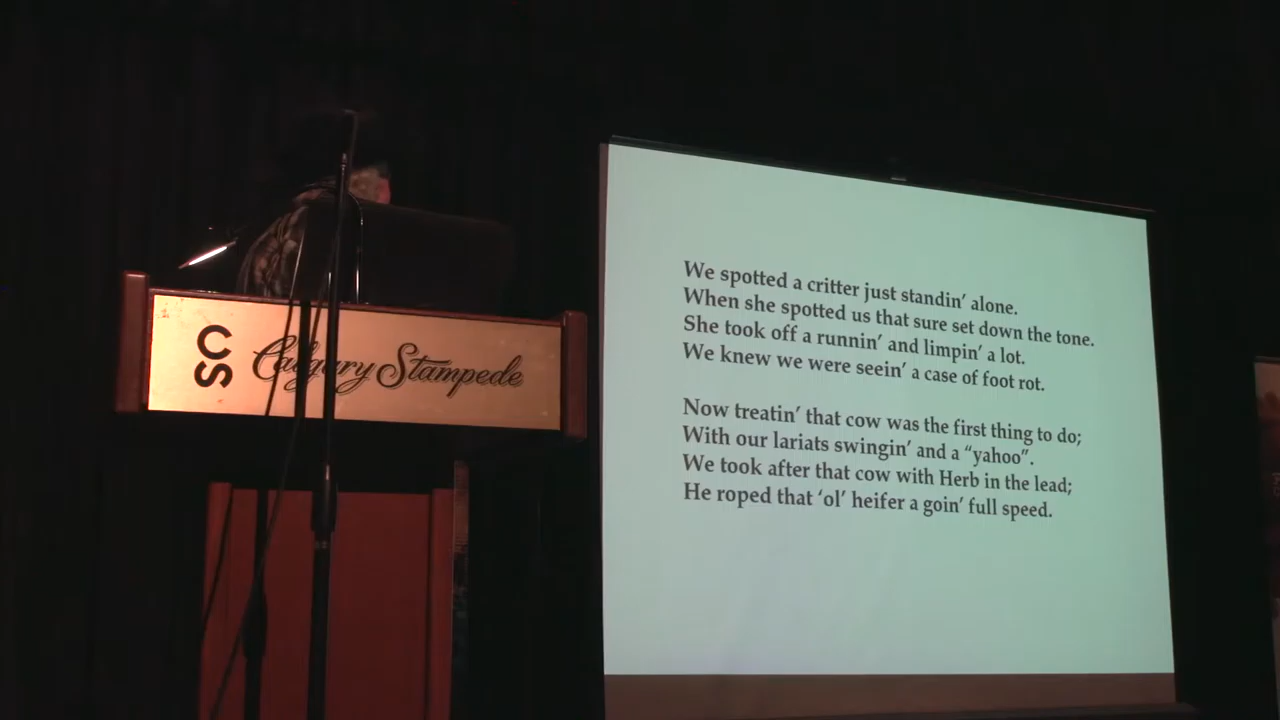 SC
Calgary Stampede
We spotted a critter just standin’ alone.
When she spotted us that sure set down the tone.
She took off a runnin’ and limpin’ a lot.
We knew we were seein’ a case of foot rot.
Now treatin’ that cow was the first thing to do;
With our lariats swingin’ and a “yahoo”.
We took after that cow with Herb in the lead;
He roped that ‘ol’ heifer a goin’ full speed.